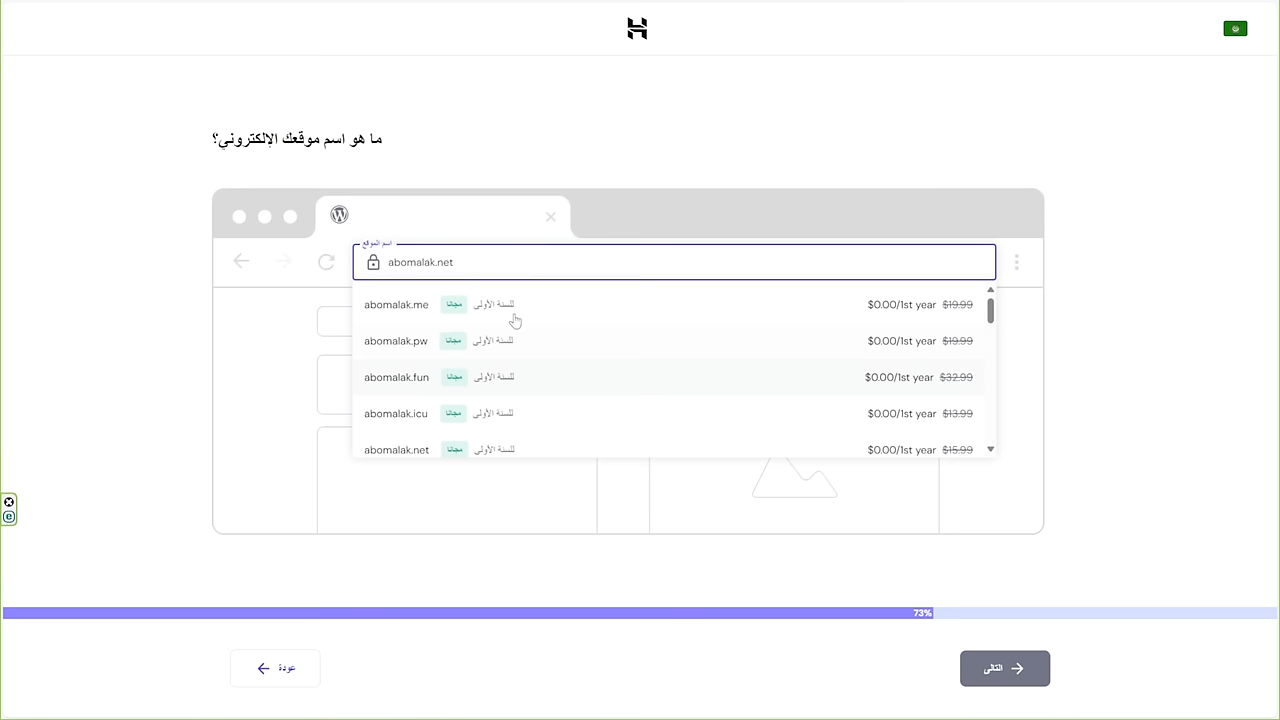 ما هو اسم موقعك الإلكتروني؟
اسم الموقع
abomalak.net
abomalak.me مجانا للسنة الأولى $0.00/1st year $19.99
abomalak.pw مجانا للسنة الأولى $0.00/1st year $19.99
abomalak.fun مجانا للسنة الأولى $0.00/1st year $32.99
abomalak.icu مجانا للسنة الأولى $0.00/1st year $13.99
abomalak.net مجانا للسنة الأولى $0.00/1st year $15.99
73%
عودة
التالى